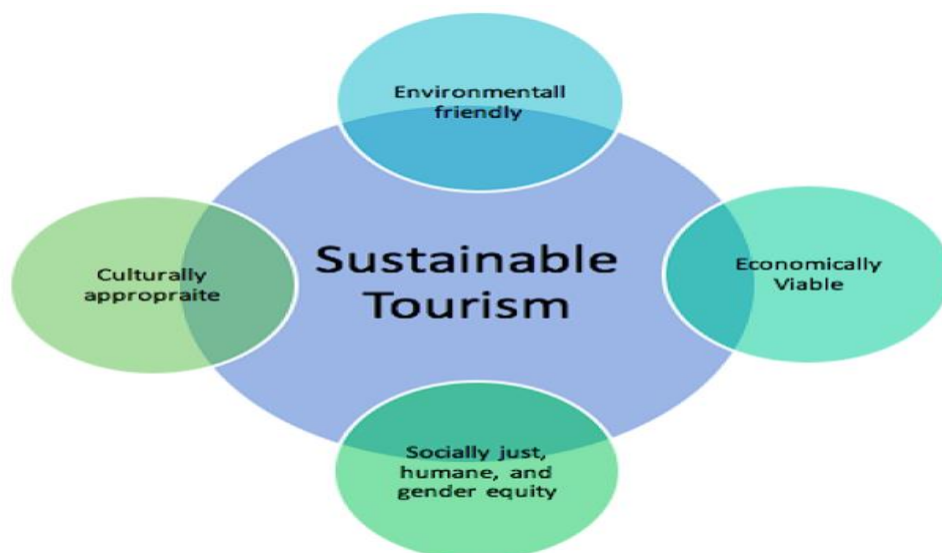 Environmentall
friendly
Sustainable
Tourism
Culturally
appropraite
Economically
Viable
Socially just,
humane, and
gender equity